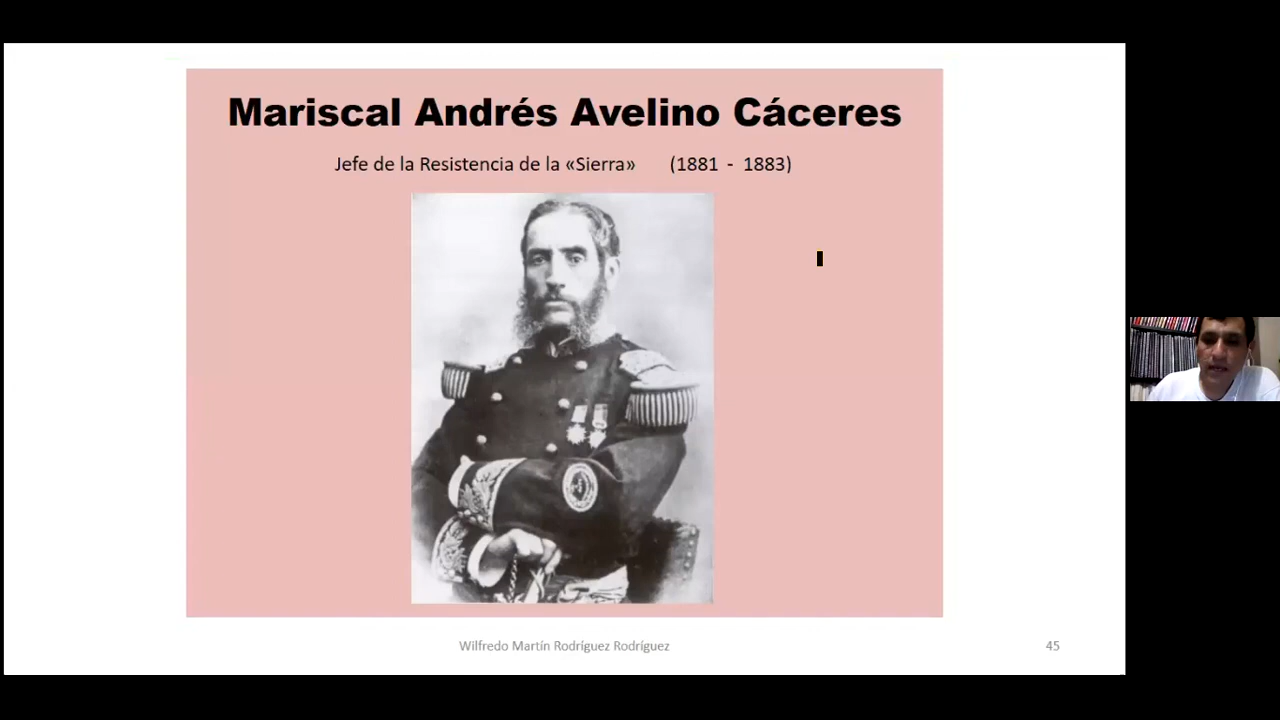 Mariscal Andrés Avelino Cáceres
Jefe de la Resistencia de la «Sierra» (1881 - 1883)
Wilfredo Martín Rodríguez Rodríguez 45